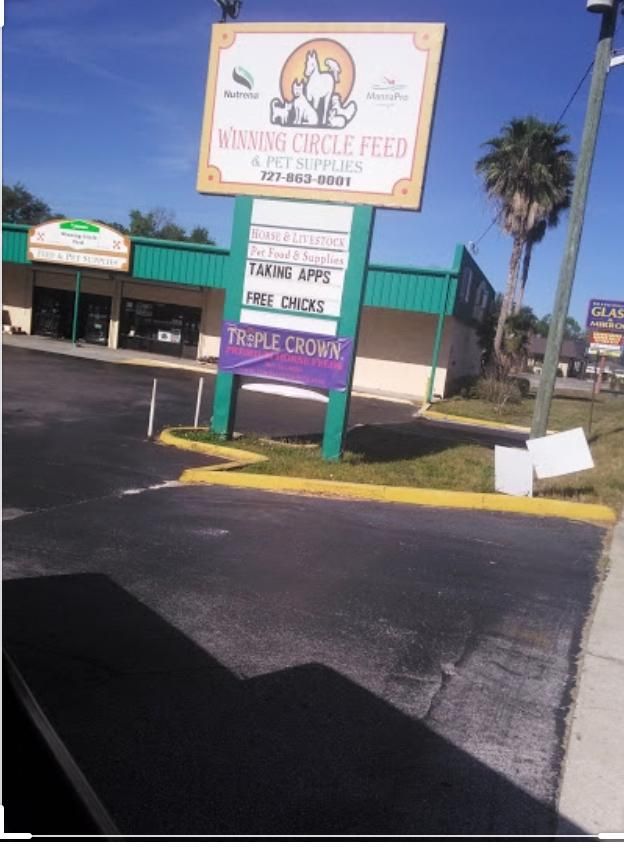 Nutrena
MannaPro
WINNING CIRCLE FEED
& PET SUPPLIES
727-863-0001
HORSE & LIVESTOCK
Pet Food & Supplies
TAKING APPS
FREE CHICKS
TRIPLE CROWN.
PREMIUM HORSE FEEDS
Winning Circle
Feed
FEED & PET SUPPLIES
GLASS
MIRROR